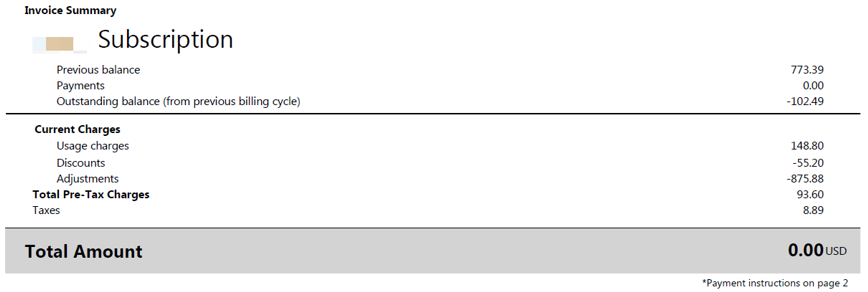 Invoice Summary
Subscription
Previous balance 773.39
Payments 0.00
Outstanding balance (from previous billing cycle) -102.49
Current Charges
Usage charges 148.80
Discounts -55.20
Adjustments -875.88
Total Pre-Tax Charges 93.60
Taxes 8.89
Total Amount 0.00 USD
*Payment instructions on page 2